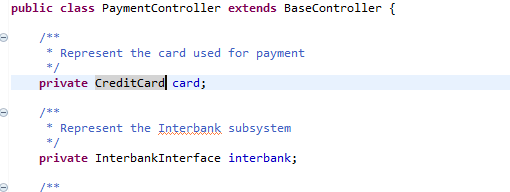 public class PaymentController extends BaseController {
/**
* Represent the card used for payment
*/
private CreditCard card;
/**
* Represent the Interbank subsystem
*/
private InterbankInterface interbank;
/**